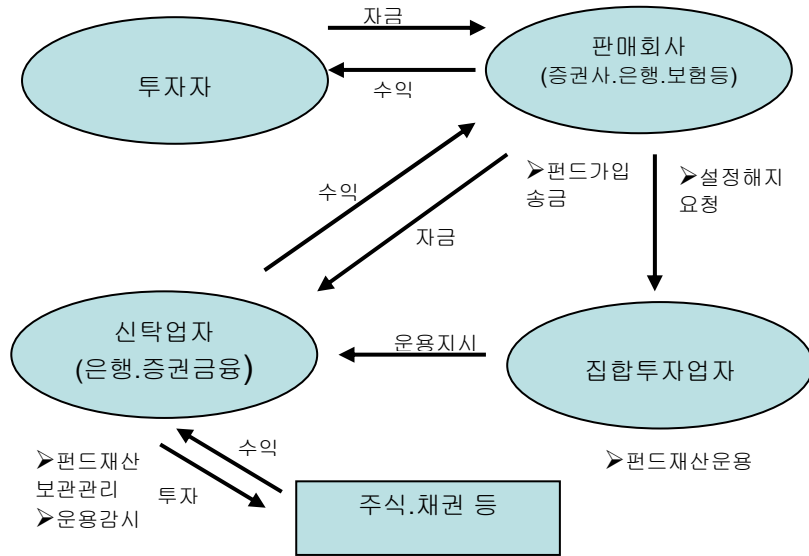 자금
투자자
판매회사
(증권사.은행.보험등)
수익
수익
➢펀드가입
송금
➢설정해지
요청
자금
신탁업자
(은행.증권금융)
운용지시
집합투자업자
➢펀드재산
보관관리
➢운용감시
수익
투자
➢펀드재산운용
주식.채권 등